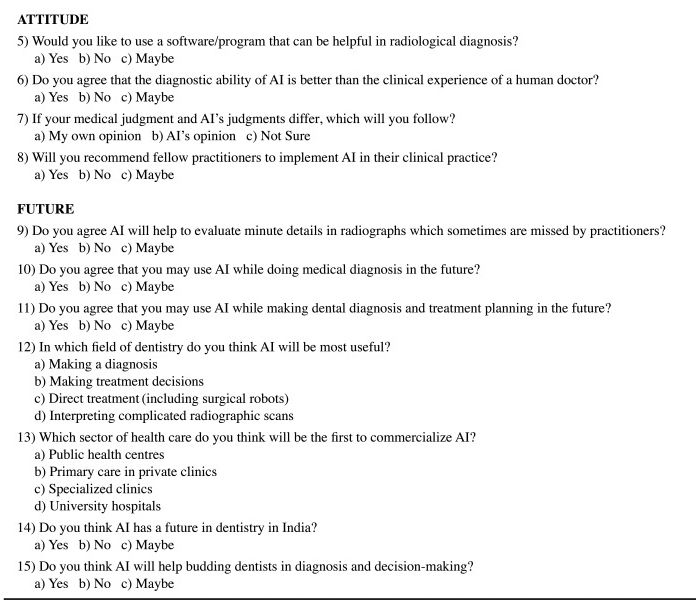 ATTITUDE
5) Would you like to use a software/program that can be helpful in radiological diagnosis?
a) Yes b) No c) Maybe
6) Do you agree that the diagnostic ability of AI is better than the clinical experience of a human doctor?
a) Yes b) No c) Maybe
7) If your medical judgment and AI's judgments differ, which will you follow?
a) My own opinion b) AI's opinion c) Not Sure
8) Will you recommend fellow practitioners to implement AI in their clinical practice?
a) Yes b) No c) Maybe
FUTURE
9) Do you agree AI will help to evaluate minute details in radiographs which sometimes are missed by practitioners?
a) Yes b) No c) Maybe
10) Do you agree that you may use AI while doing medical diagnosis in the future?
a) Yes b) No c) Maybe
11) Do you agree that you may use AI while making dental diagnosis and treatment planning in the future?
a) Yes b) No c) Maybe
12) In which field of dentistry do you think AI will be most useful?
a) Making a diagnosis
b) Making treatment decisions
c) Direct treatment (including surgical robots)
d) Interpreting complicated radiographic scans
13) Which sector of health care do you think will be the first to commercialize AI?
a) Public health centres
b) Primary care in private clinics
c) Specialized clinics
d) University hospitals
14) Do you think AI has a future in dentistry in India?
a) Yes b) No c) Maybe
15) Do you think AI will help budding dentists in diagnosis and decision-making?
a) Yes b) No c) Maybe